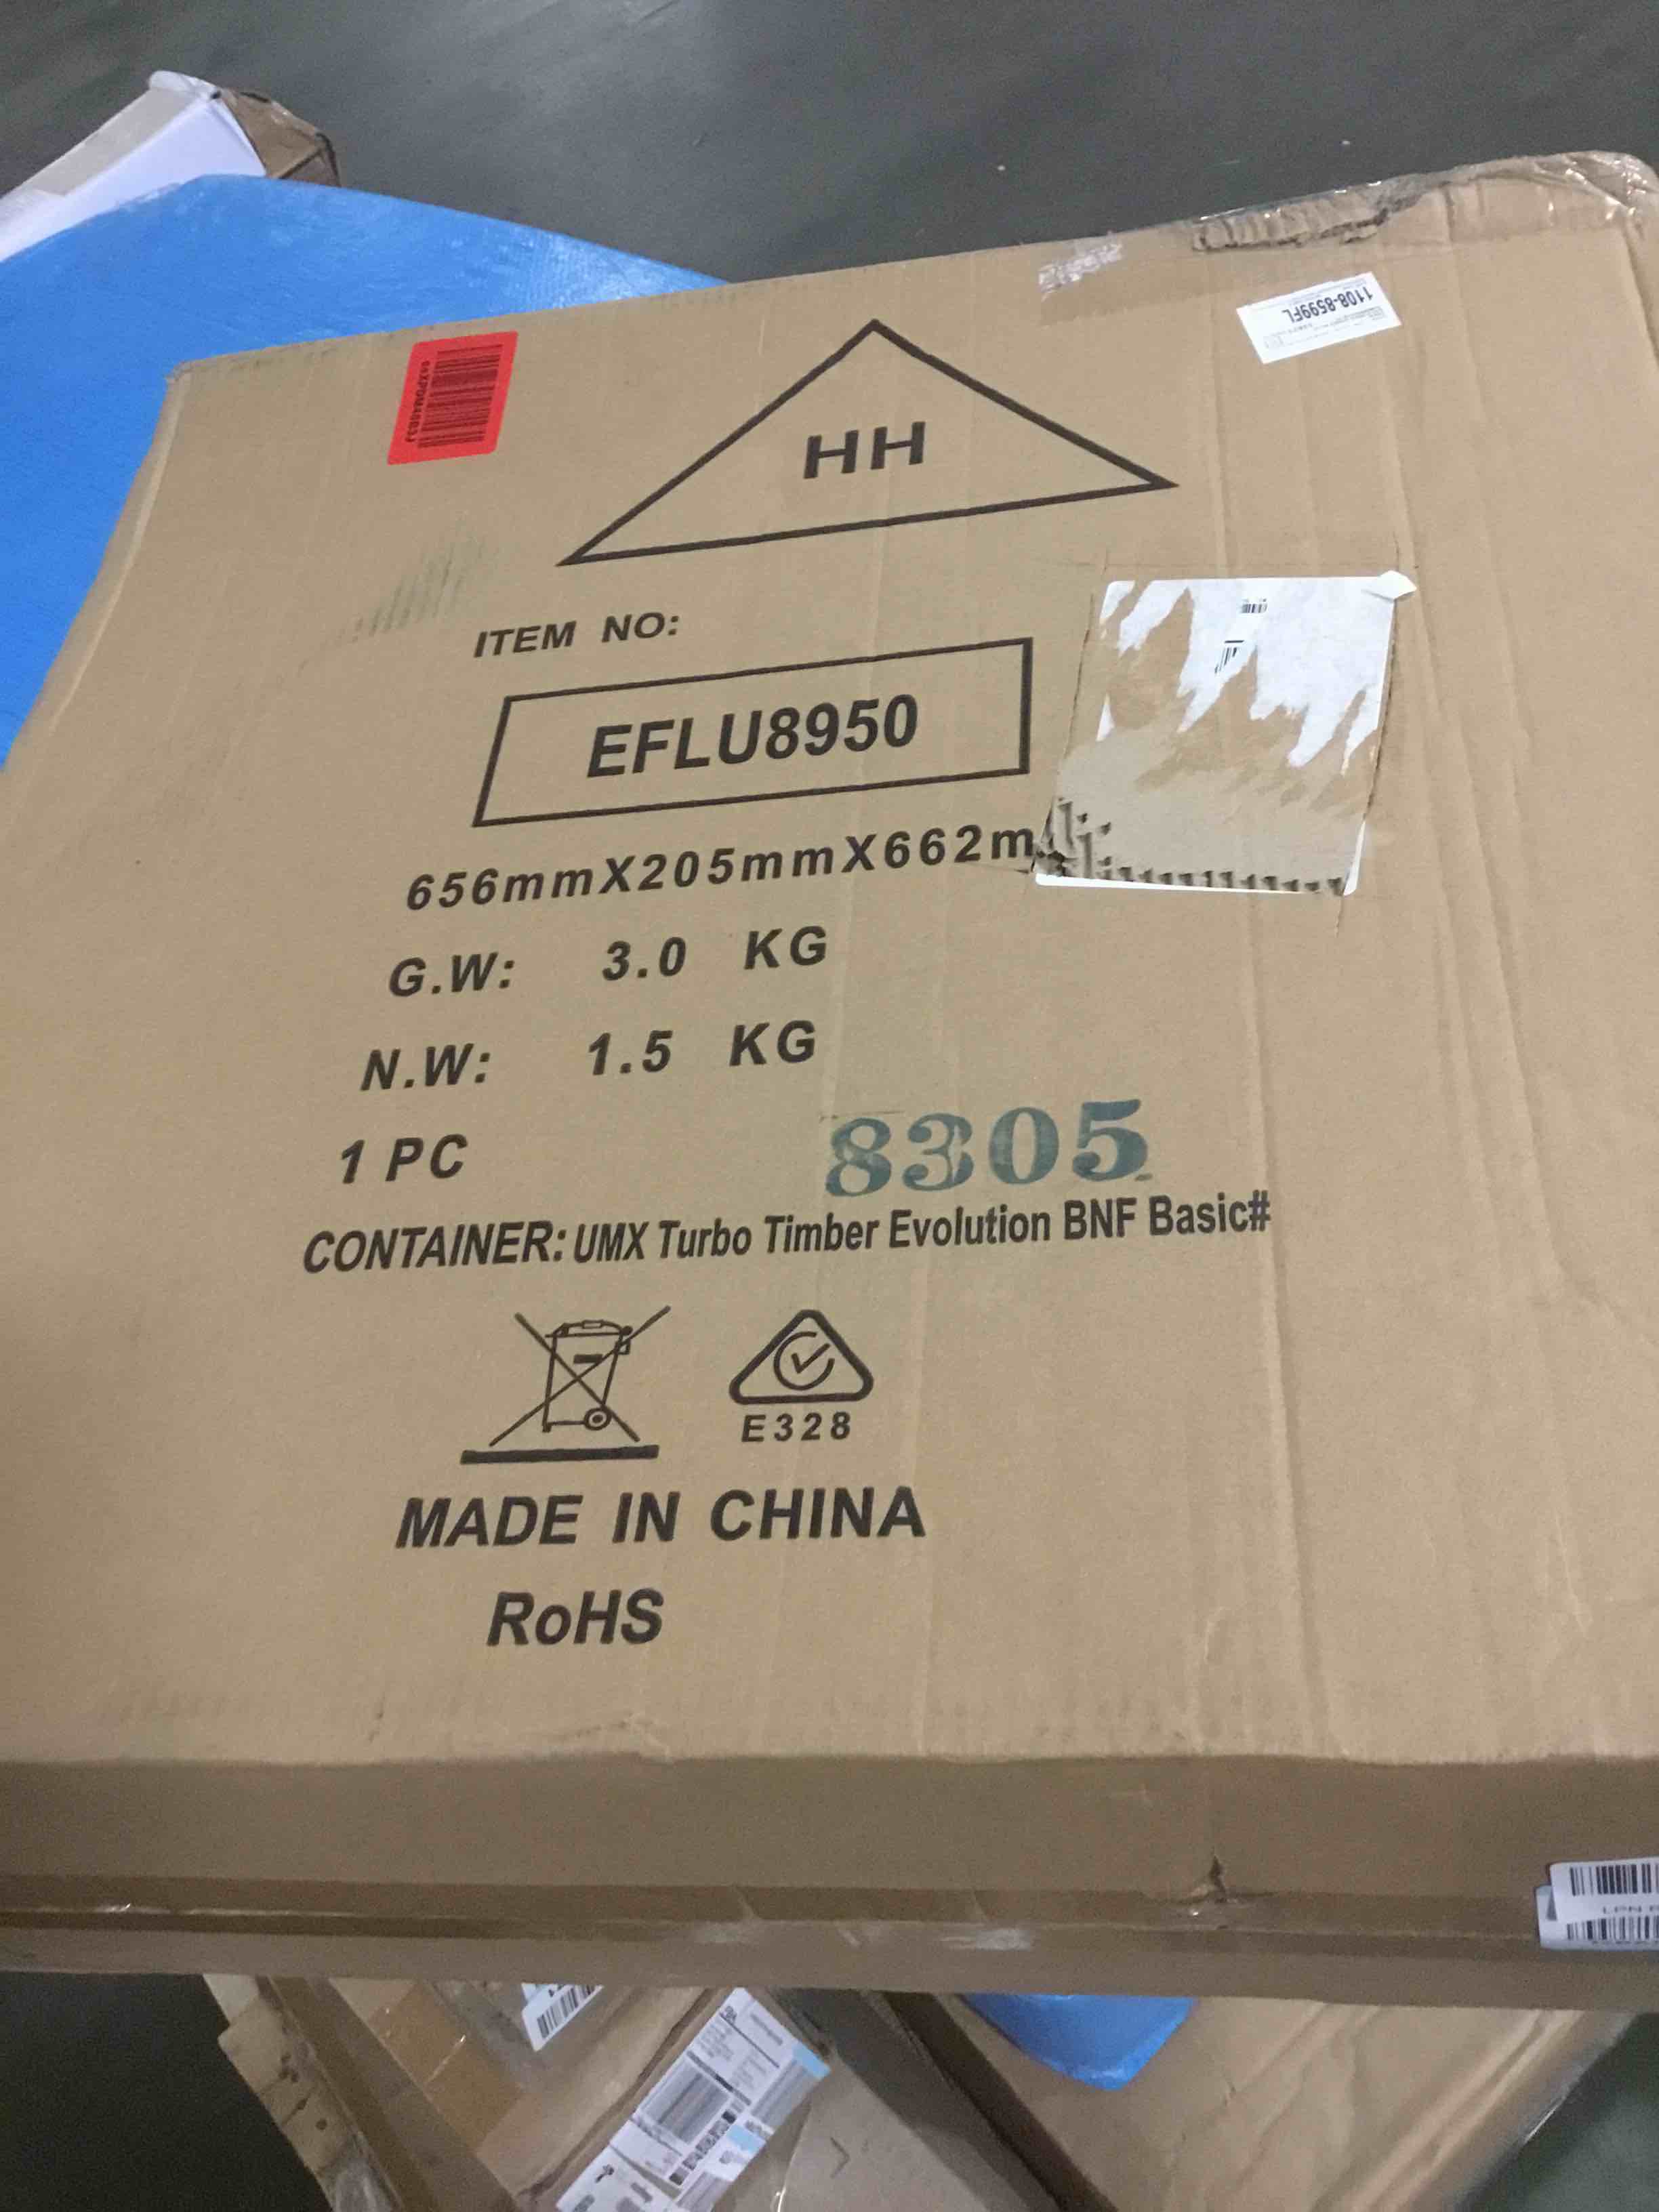 1108-8599FL
HH
ITEM NO:
EFLU8950
656mmX205mmX662m
G.W: 3.0 KG
N.W: 1.5 KG
1 PC
8305
CONTAINER: UMX Turbo Timber Evolution BNF Basic#
E328
MADE IN CHINA
RoHS
LPN